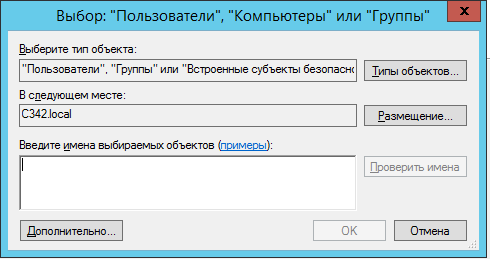 Выбор: "Пользователи", "Компьютеры" или "Группы"
x
Выберите тип объекта:
"Пользователи", "Группы" или "Встроенные субъекты безопасно
Типы объектов...
В следующем месте:
C342.local
Размещение...
Введите имена выбираемых объектов (примеры):
Проверить имена
Дополнительно...
OK
Отмена